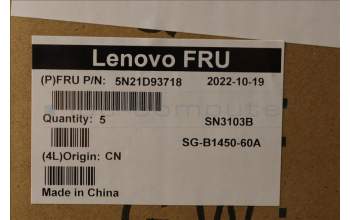 Lenovo FRU
(P)FRU P/N: 5N21D93718 2022-10-19
Quantity: 5 SN3103B
SG-B1450-60A
(4L)Origin: CN
Made in China